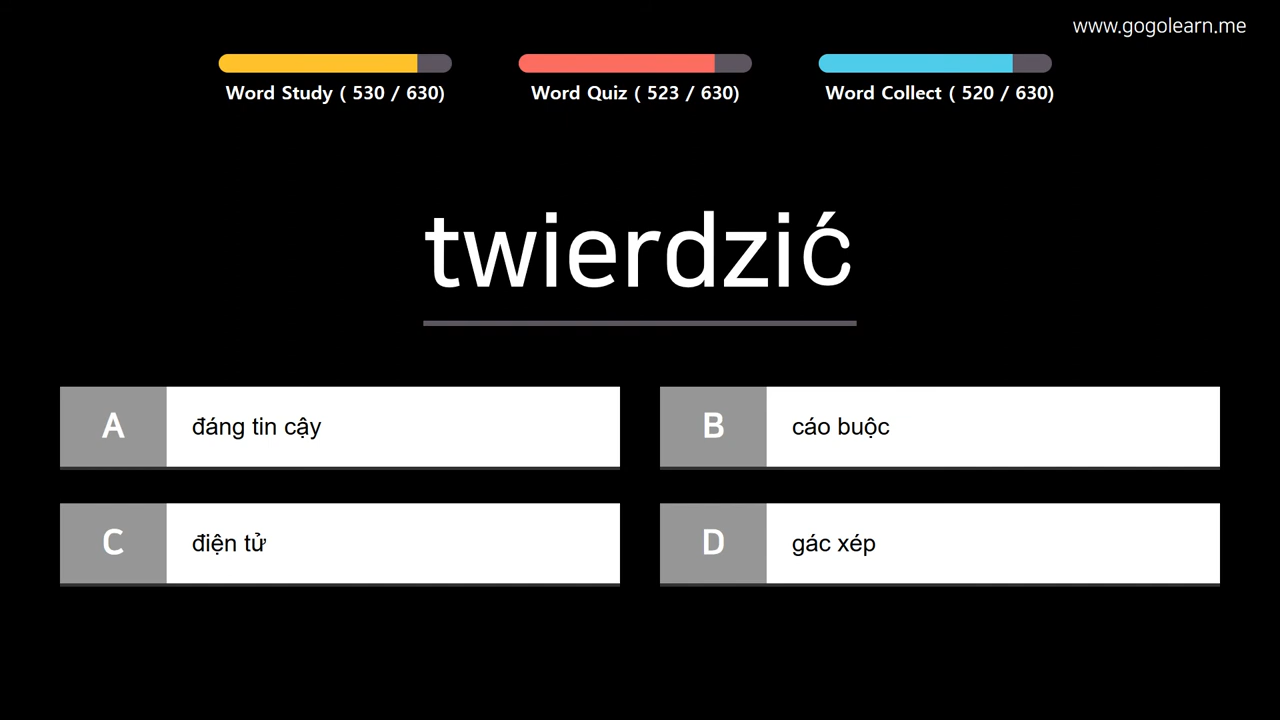 www.gogolearn.me
Word Study ( 530 / 630)
Word Quiz ( 523 / 630)
Word Collect ( 520 / 630)
twierdzić
A
đáng tin cậy
B
cáo buộc
C
điện tử
D
gác xép